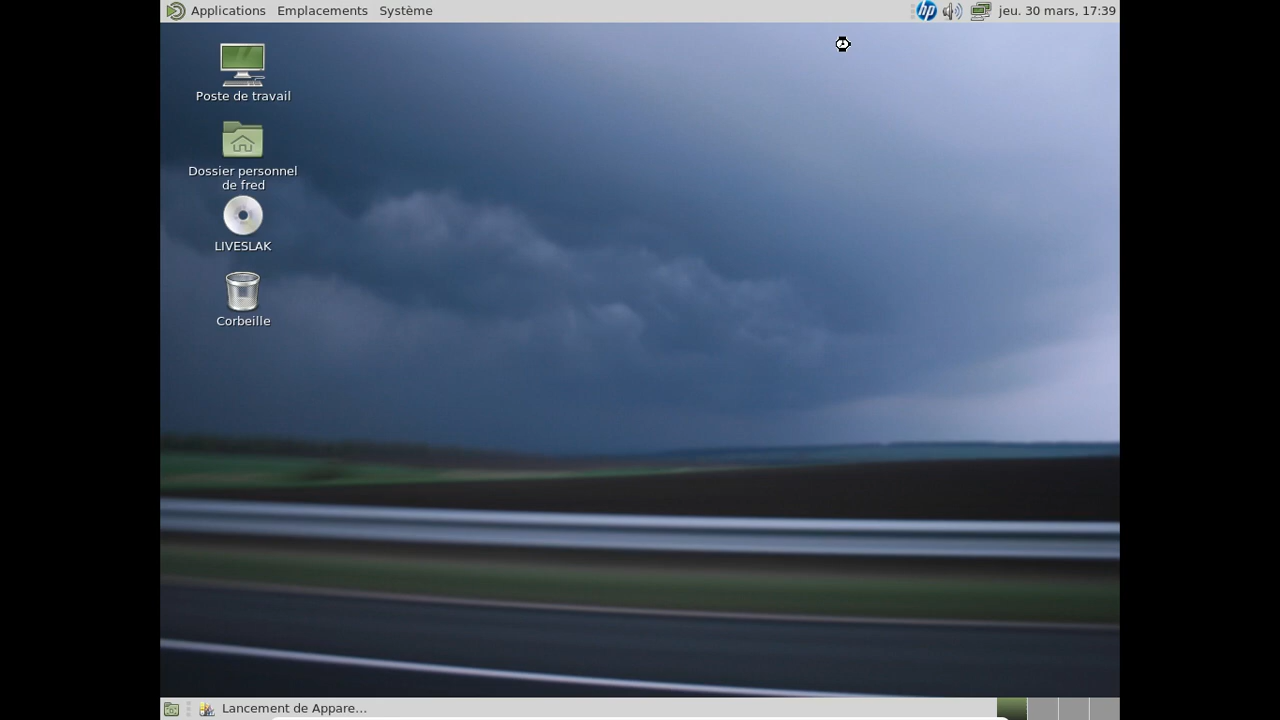 Applications Emplacements Système
hp
jeu. 30 mars, 17:39
Poste de travail
Dossier personnel
de fred
LIVESLAK
Corbeille
Lancement de Appare...